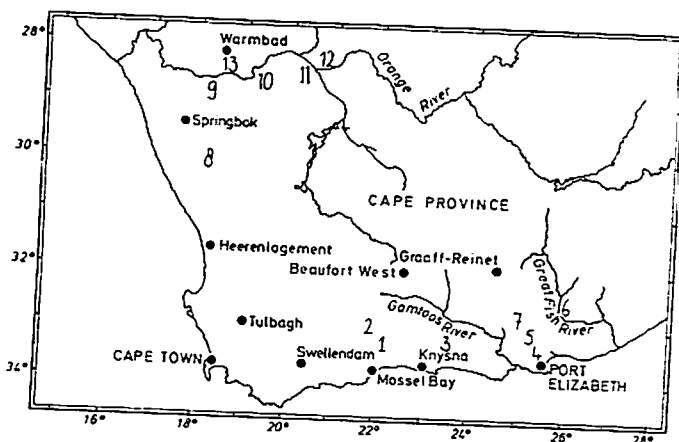 28°
Warmbad
13
12
11
10
9
Orange
River
Springbok
30°
8
CAPE PROVINCE
Heerenlogement
Graaff-Reinet
32°
Beaufort West
Great Fish
River
Gamtoos
River
6
7
5
4
Tulbagh
2
1
3
CAPE TOWN
Swellendam
Knysna
PORT
ELIZABETH
34°
Mossel Bay
16°
18°
20°
22°
24°
26°
28°